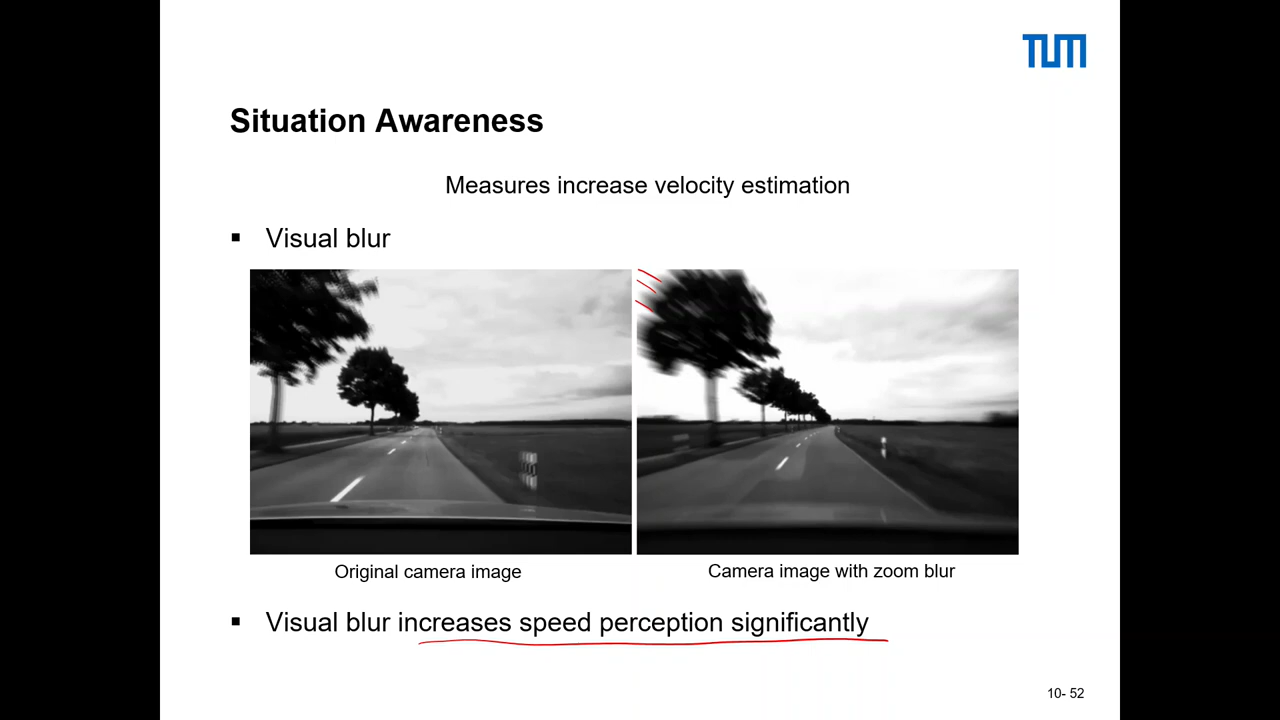 TUM
Situation Awareness
Measures increase velocity estimation
▪ Visual blur
Original camera image
Camera image with zoom blur
▪ Visual blur increases speed perception significantly
10- 52